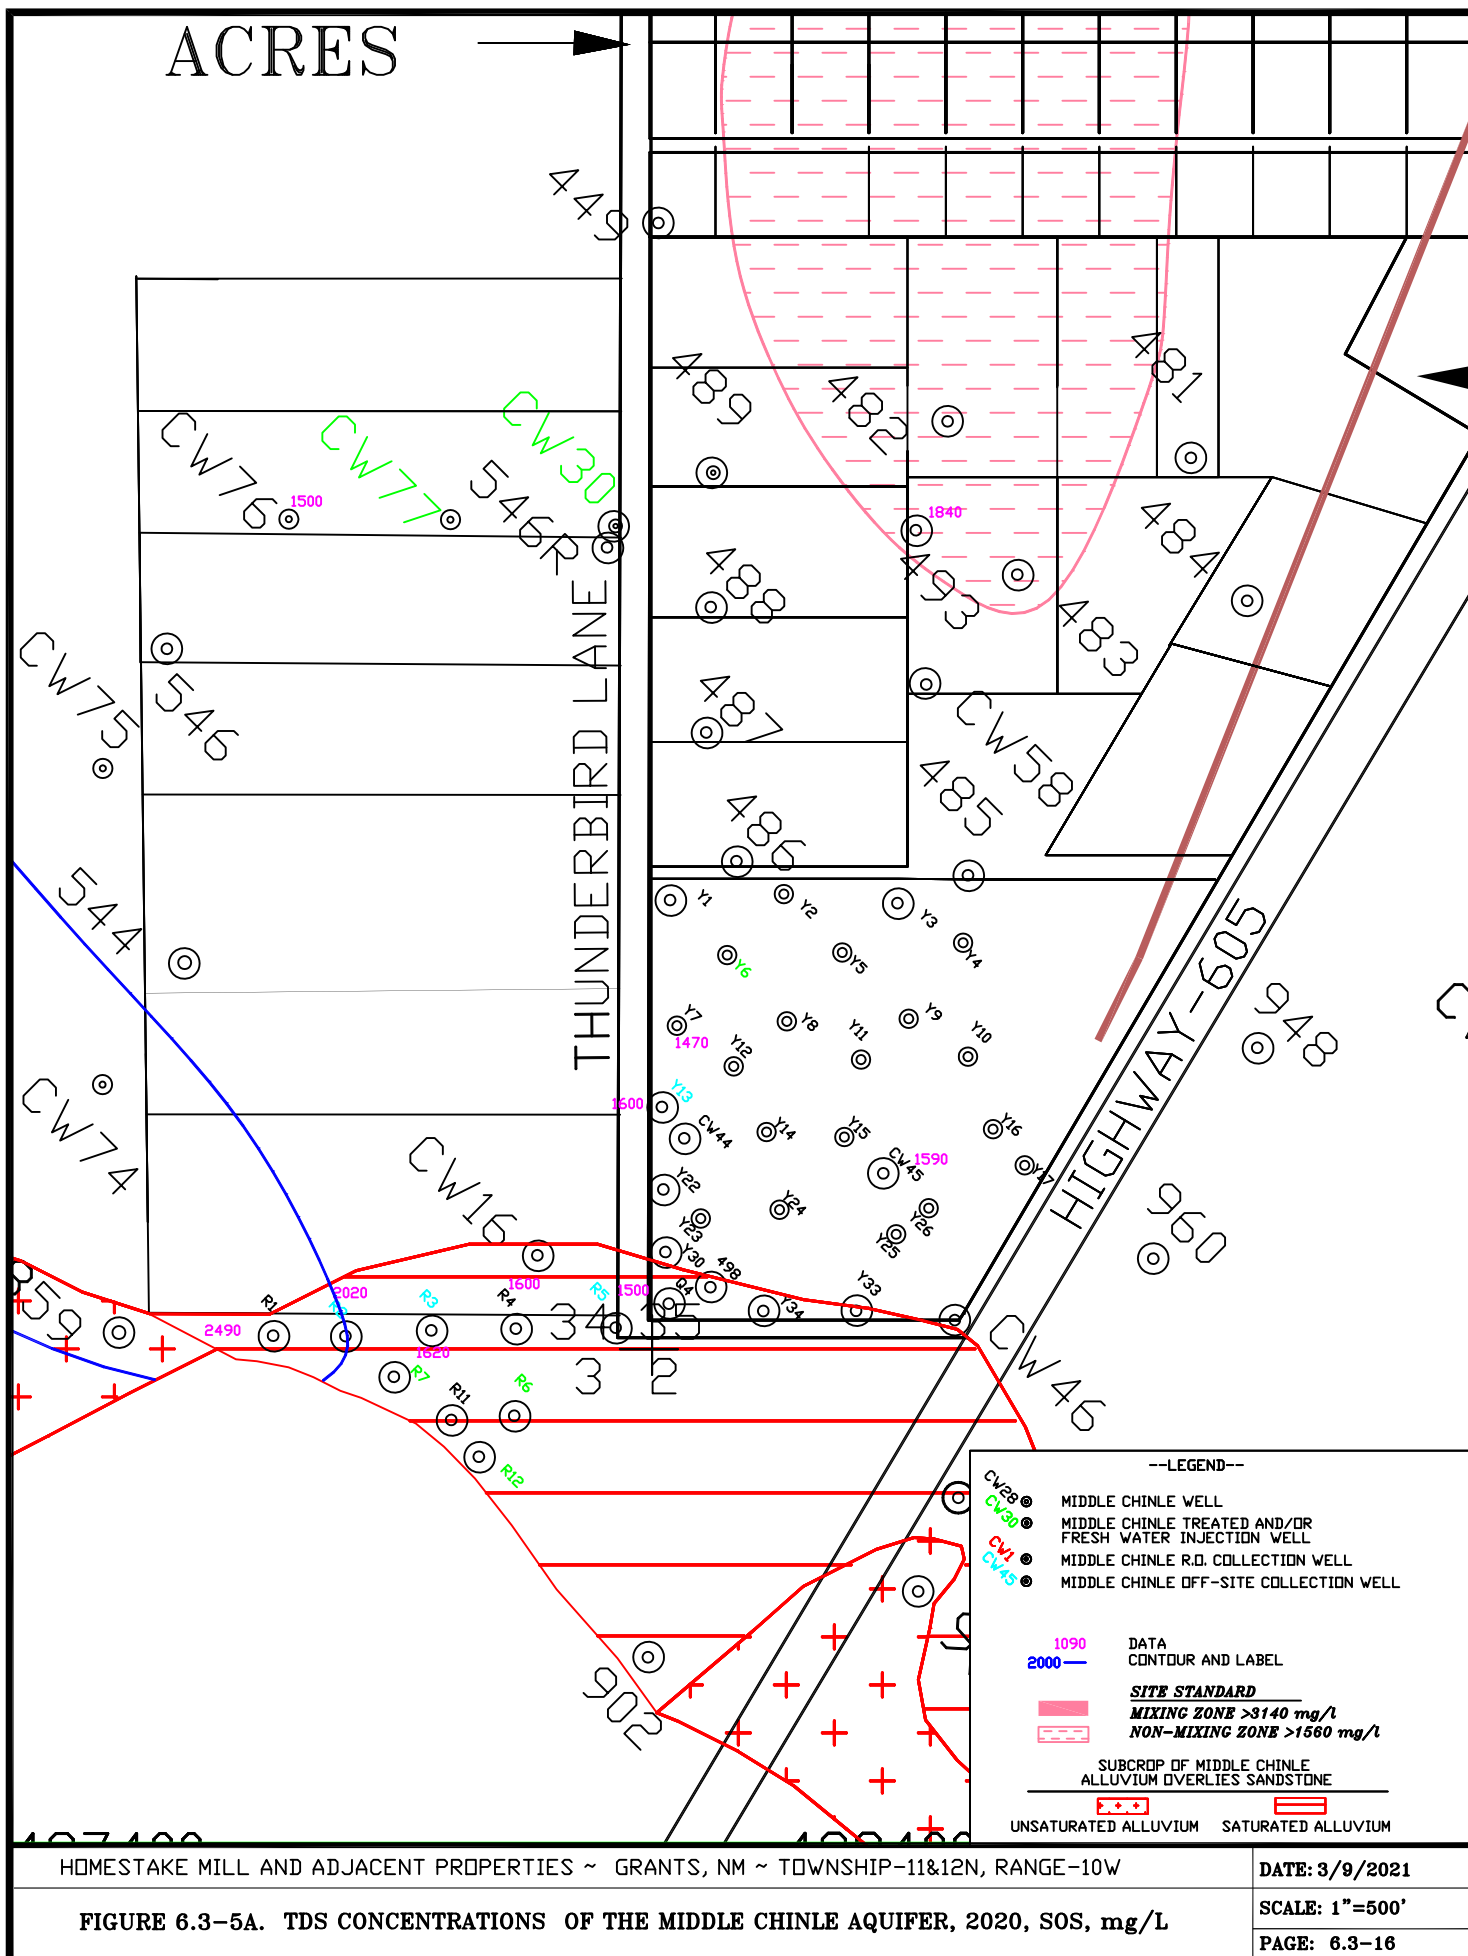 ACRES
449
489
482
481
CW76
1500
CW77
546R
CW30
1840
493
484
488
483
CW75
546
487
CW58
485
486
THUNDERBIRD LANE
544
Y1
Y2
Y3
Y4
Y5
Y6
Y7
1470
Y8
Y9
Y10
Y11
Y12
Y13
1600
CW44
Y14
Y15
Y16
Y17
CW45
1590
HIGHWAY-605
948
960
CW74
CW16
Y22
Y23
Y24
Y25
Y26
Y30
498
Q4
Y33
Y34
859
R1
2490
2020
R3
1600
R4
R5
1500
34
35
3
2
1620
R7
R6
R11
R12
CW46
902
--LEGEND--
CW28 MIDDLE CHINLE WELL
CW30 MIDDLE CHINLE TREATED AND/OR
FRESH WATER INJECTION WELL
CW1 MIDDLE CHINLE R.O. COLLECTION WELL
CW45 MIDDLE CHINLE OFF-SITE COLLECTION WELL
1090 DATA
2000 CONTOUR AND LABEL
SITE STANDARD
MIXING ZONE >3140 mg/l
NON-MIXING ZONE >1560 mg/l
SUBCROP OF MIDDLE CHINLE
ALLUVIUM OVERLIES SANDSTONE
UNSATURATED ALLUVIUM SATURATED ALLUVIUM
HOMESTAKE MILL AND ADJACENT PROPERTIES ~ GRANTS, NM ~ TOWNSHIP-11&12N, RANGE-10W
DATE: 3/9/2021
FIGURE 6.3-5A. TDS CONCENTRATIONS OF THE MIDDLE CHINLE AQUIFER, 2020, SOS, mg/L
SCALE: 1"=500'
PAGE: 6.3-16